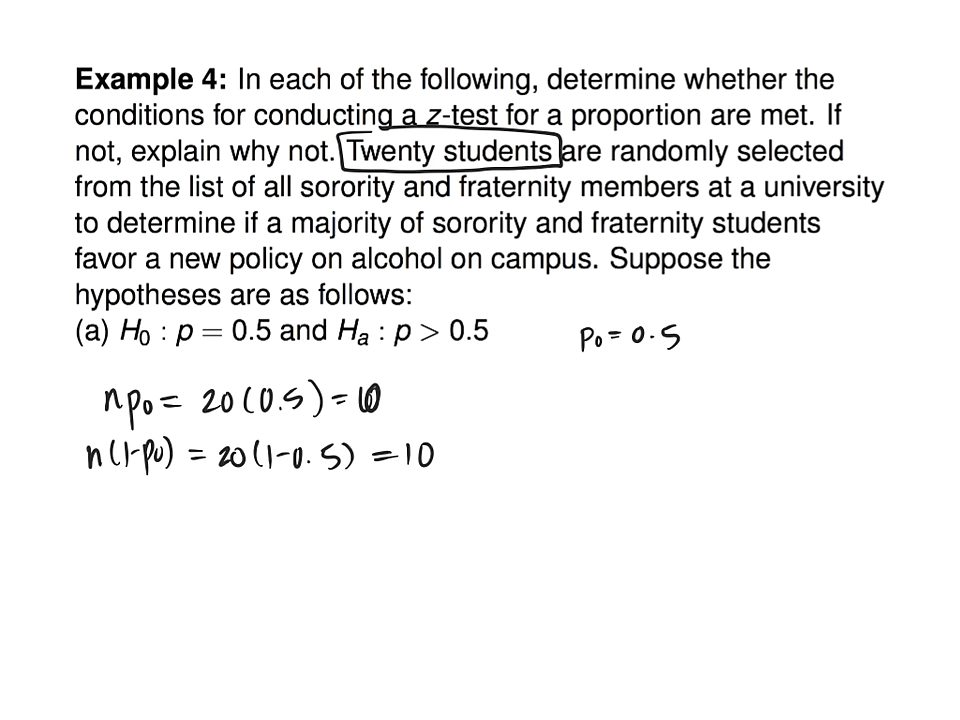 Example 4: In each of the following, determine whether the
conditions for conducting a z-test for a proportion are met. If
not, explain why not. Twenty students are randomly selected
from the list of all sorority and fraternity members at a university
to determine if a majority of sorority and fraternity students
favor a new policy on alcohol on campus. Suppose the
hypotheses are as follows:
(a) H₀ : p = 0.5 and Hₐ : p > 0.5 p₀ = 0.5
np₀ = 20(0.5) = 10
n(1-p₀) = 20(1-0.5) = 10